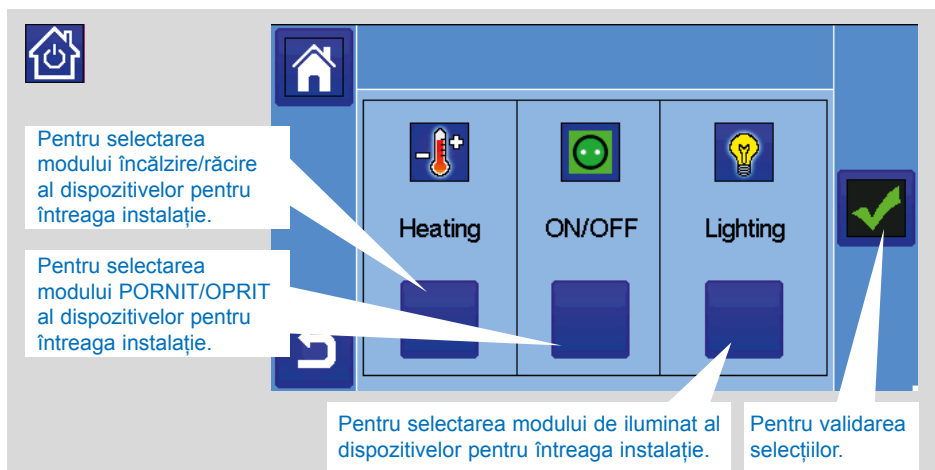 Pentru selectarea
modului încălzire/răcire
al dispozitivelor pentru
întreaga instalație.
Heating
ON/OFF
Lighting
Pentru selectarea
modului PORNIT/OPRIT
al dispozitivelor pentru
întreaga instalație.
Pentru selectarea modului de iluminat al
dispozitivelor pentru întreaga instalație.
Pentru validarea
selecțiilor.